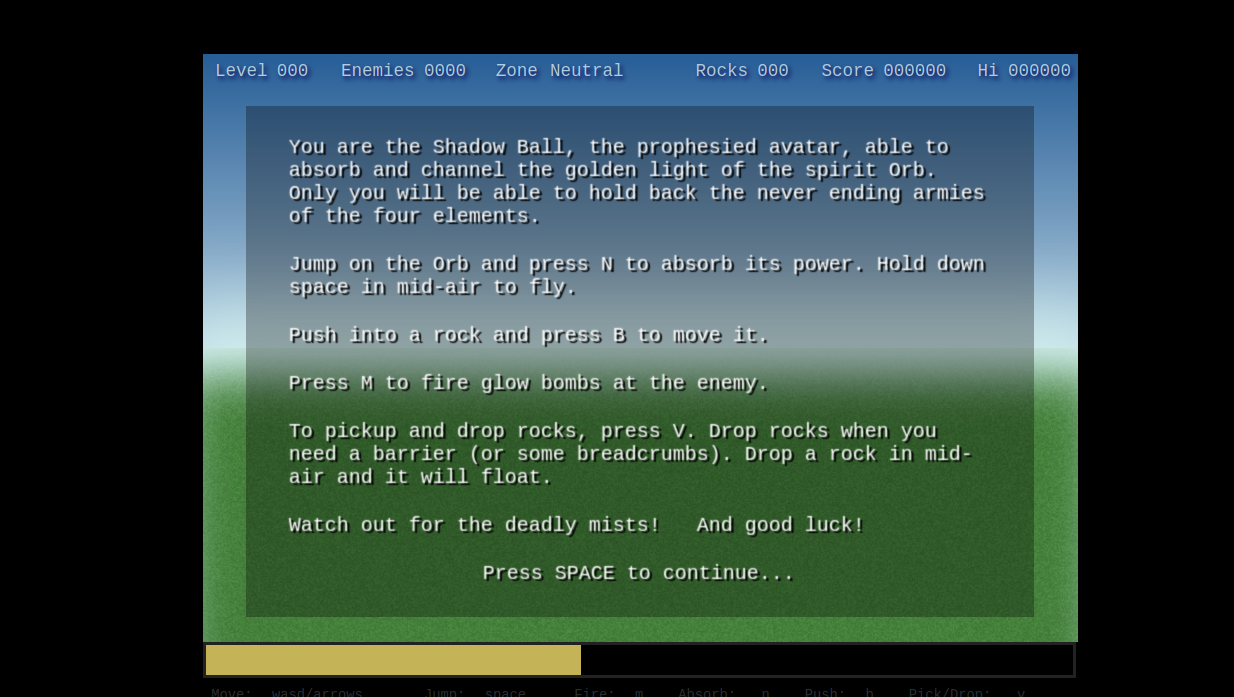 Level 000 Enemies 0000 Zone Neutral Rocks 000 Score 000000 Hi 000000
You are the Shadow Ball, the prophesied avatar, able to
absorb and channel the golden light of the spirit Orb.
Only you will be able to hold back the never ending armies
of the four elements.
Jump on the Orb and press N to absorb its power. Hold down
space in mid-air to fly.
Push into a rock and press B to move it.
Press M to fire glow bombs at the enemy.
To pickup and drop rocks, press V. Drop rocks when you
need a barrier (or some breadcrumbs). Drop a rock in mid-
air and it will float.
Watch out for the deadly mists! And good luck!
Press SPACE to continue...
Move: wasd/arrows Jump: space Fire: m Absorb: n Push: b Pick/Drop: v